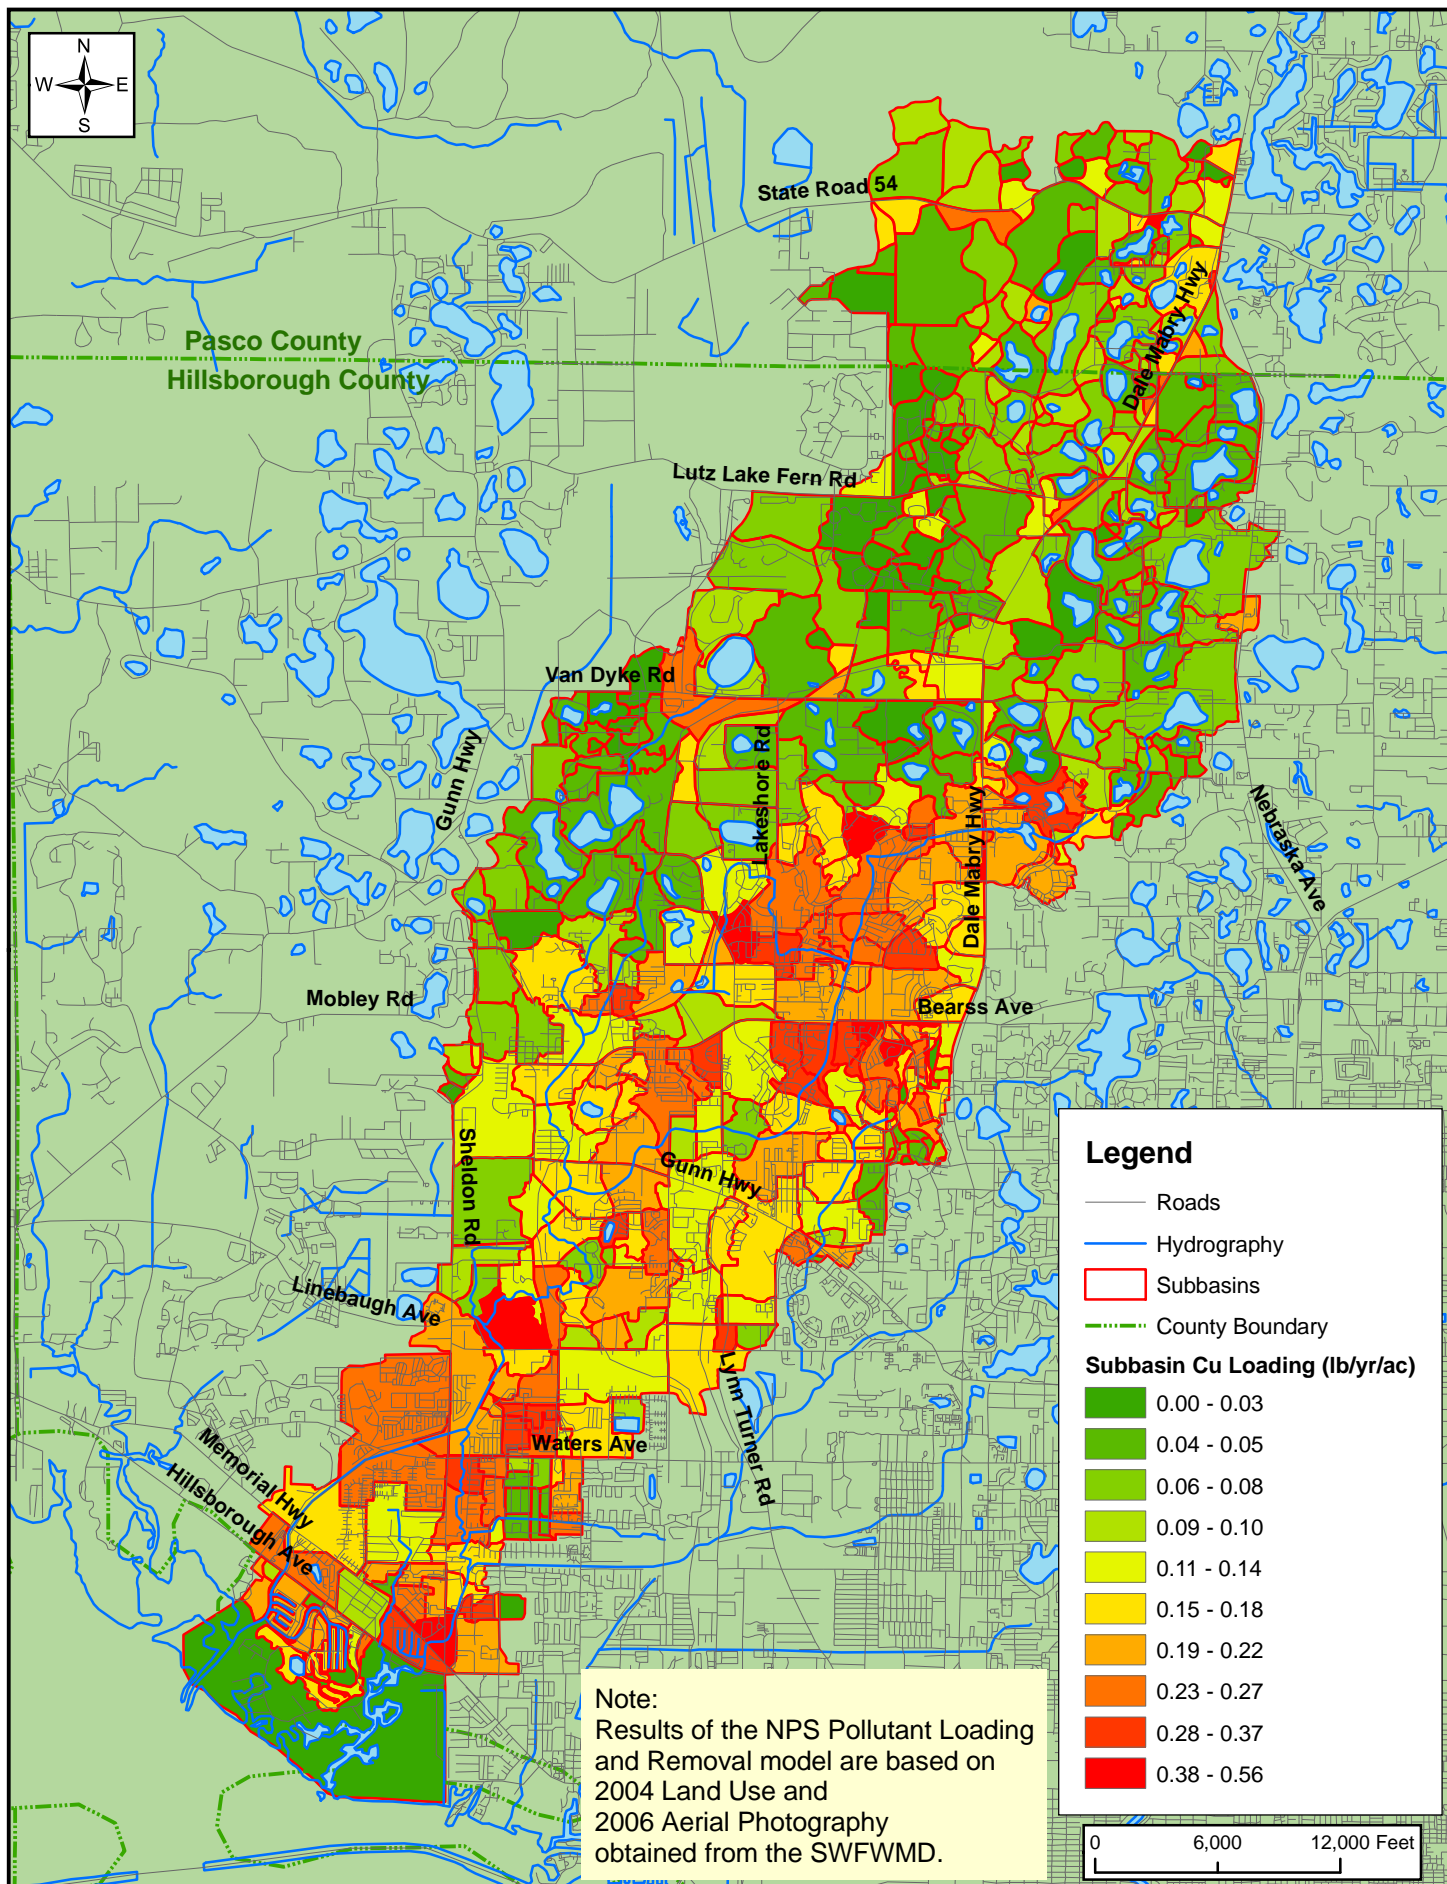 N
W E
S
State Road 54
Dale Mabry Hwy
Pasco County
Hillsborough County
Lutz Lake Fern Rd
Van Dyke Rd
Gunn Hwy
Lakeshore Rd
Dale Mabry Hwy
Nebraska Ave
Mobley Rd
Bearss Ave
Sheldon Rd
Gunn Hwy
Linebaugh Ave
Lynn Turner Rd
Waters Ave
Memorial Hwy
Hillsborough Ave
Legend
Roads
Hydrography
Subbasins
County Boundary
Subbasin Cu Loading (lb/yr/ac)
0.00 - 0.03
0.04 - 0.05
0.06 - 0.08
0.09 - 0.10
0.11 - 0.14
0.15 - 0.18
0.19 - 0.22
0.23 - 0.27
0.28 - 0.37
0.38 - 0.56
Note:
Results of the NPS Pollutant Loading
and Removal model are based on
2004 Land Use and
2006 Aerial Photography
obtained from the SWFWMD.
0 6,000 12,000 Feet